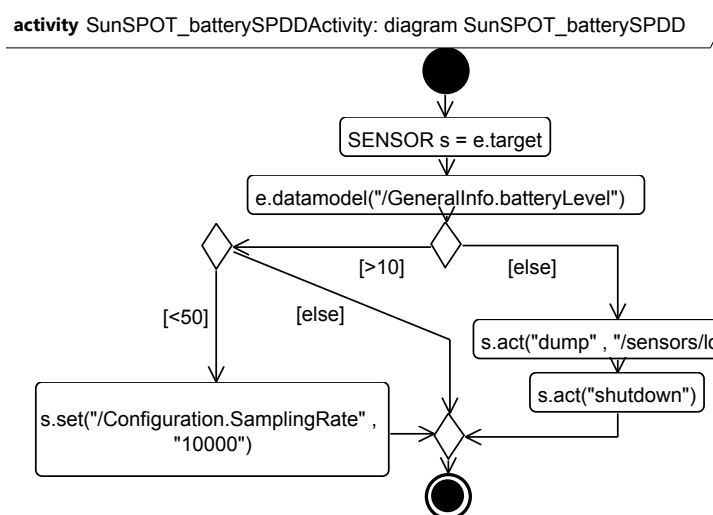 activity SunSPOT_batterySPDDActivity: diagram SunSPOT_batterySPDD
SENSOR s = e.target
e.datamodel("/GeneralInfo.batteryLevel")
[>10]
[else]
[<50]
[else]
s.act("dump" , "/sensors/
s.act("shutdown")
s.set("/Configuration.SamplingRate" ,
"10000")